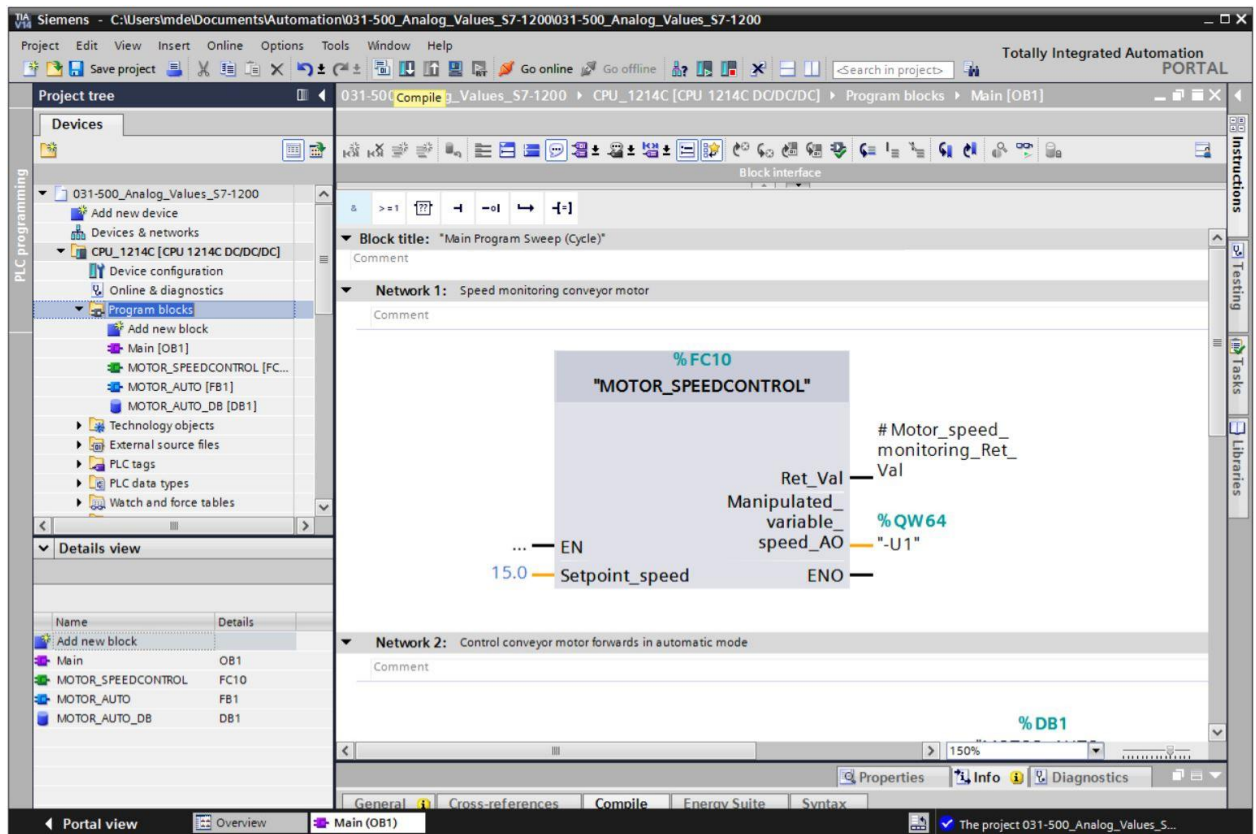 TIA V14 Siemens - C:\Users\mde\Documents\Automation\031-500_Analog_Values_S7-1200\031-500_Analog_Values_S7-1200
Project Edit View Insert Online Options Tools Window Help
Totally Integrated Automation
PORTAL
Save project Go online Go offline <Search in project>
Project tree
031-500 Compile g_Values_S7-1200 CPU_1214C [CPU 1214C DC/DC/DC] Program blocks Main [OB1]
Devices
Block interface
PLC programming
Instructions
Testing
Tasks
Libraries
031-500_Analog_Values_S7-1200
Add new device
Devices & networks
CPU_1214C [CPU 1214C DC/DC/DC]
Device configuration
Online & diagnostics
Program blocks
Add new block
Main [OB1]
MOTOR_SPEEDCONTROL [FC...
MOTOR_AUTO [FB1]
MOTOR_AUTO_DB [DB1]
Technology objects
External source files
PLC tags
PLC data types
Watch and force tables
Details view
Name Details
Add new block
Main OB1
MOTOR_SPEEDCONTROL FC10
MOTOR_AUTO FB1
MOTOR_AUTO_DB DB1
& >=1 ?? -| -o| [=]
Block title: "Main Program Sweep (Cycle)"
Comment
Network 1: Speed monitoring conveyor motor
Comment
%FC10
"MOTOR_SPEEDCONTROL"
#Motor_speed_
monitoring_Ret_
Ret_Val Val
Manipulated_
variable_ %QW64
... EN speed_AO "-U1"
15.0 Setpoint_speed ENO
Network 2: Control conveyor motor forwards in automatic mode
Comment
%DB1
150%
Properties Info Diagnostics
General Cross-references Compile Energy Suite Syntax
Portal view Overview Main (OB1) The project 031-500_Analog_Values_S...